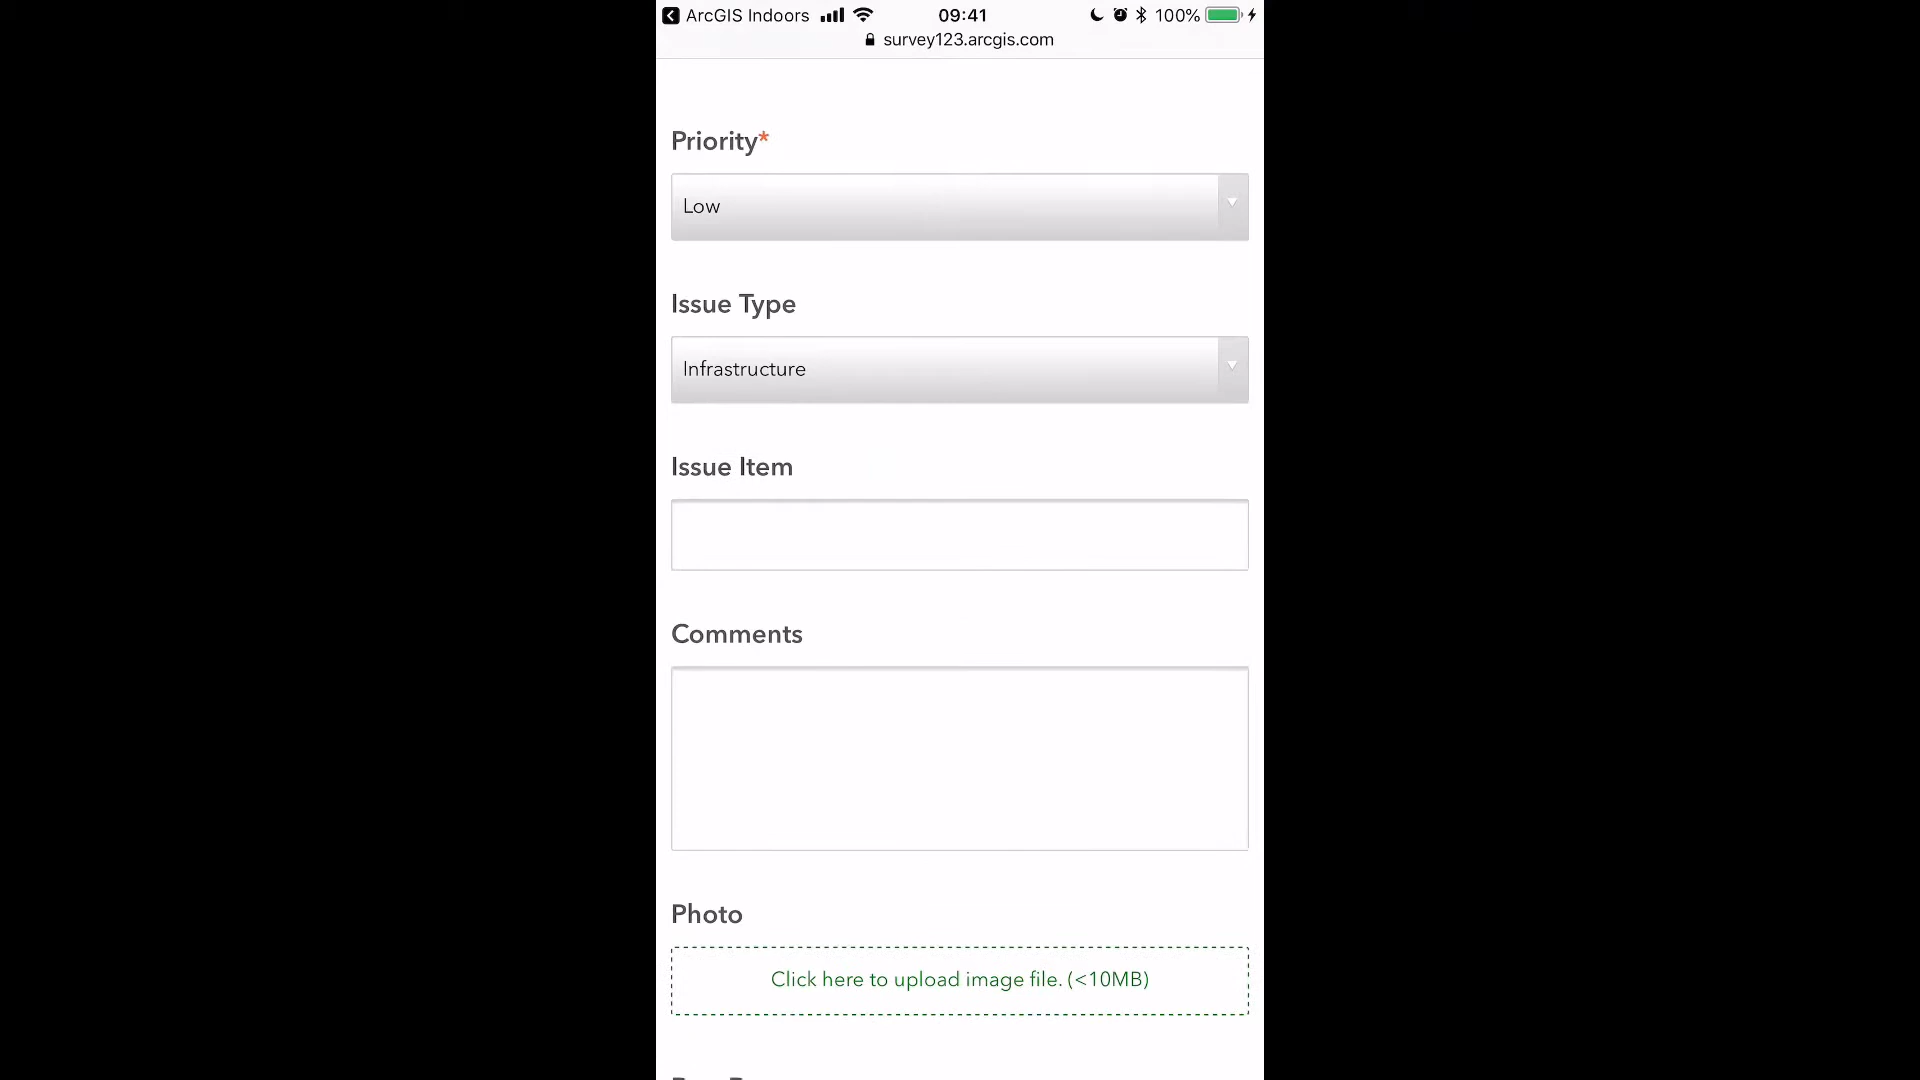 ArcGIS Indoors 09:41 100%
survey123.arcgis.com
Priority*
Low
Issue Type
Infrastructure
Issue Item
Comments
Photo
Click here to upload image file. (<10MB)